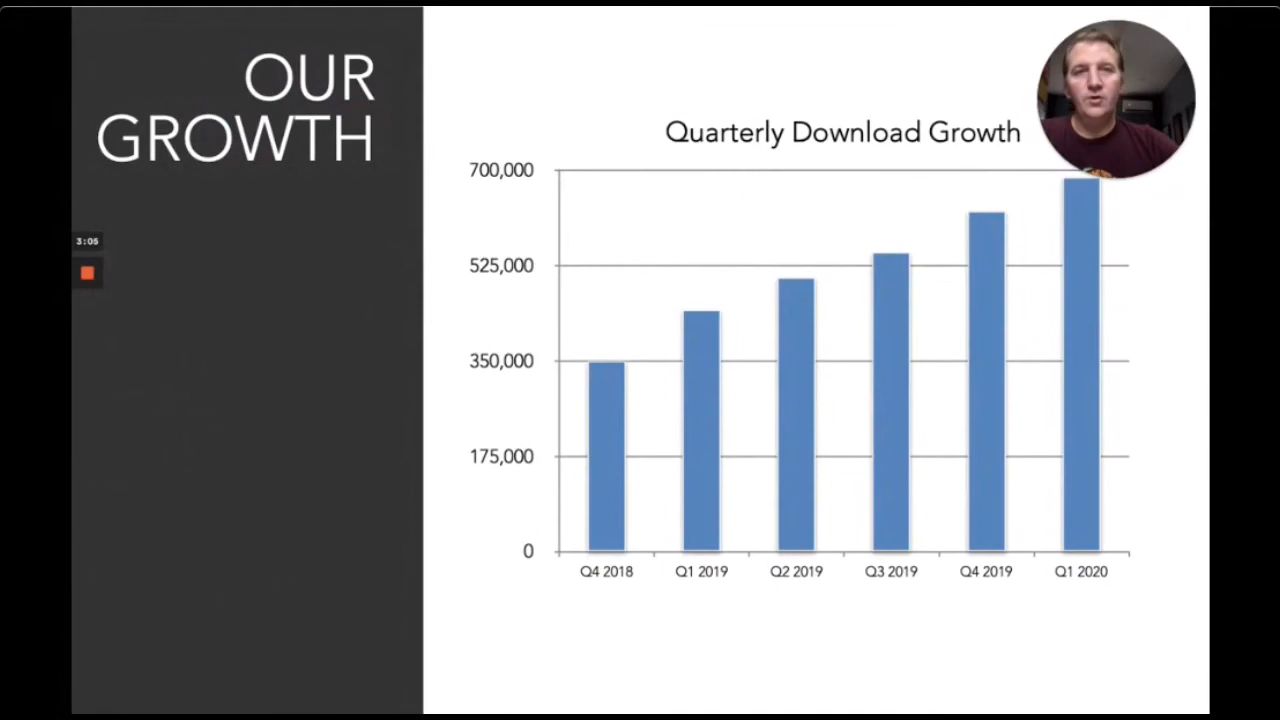 OUR
GROWTH
3:05
Quarterly Download Growth
700,000
525,000
350,000
175,000
0
Q4 2018
Q1 2019
Q2 2019
Q3 2019
Q4 2019
Q1 2020